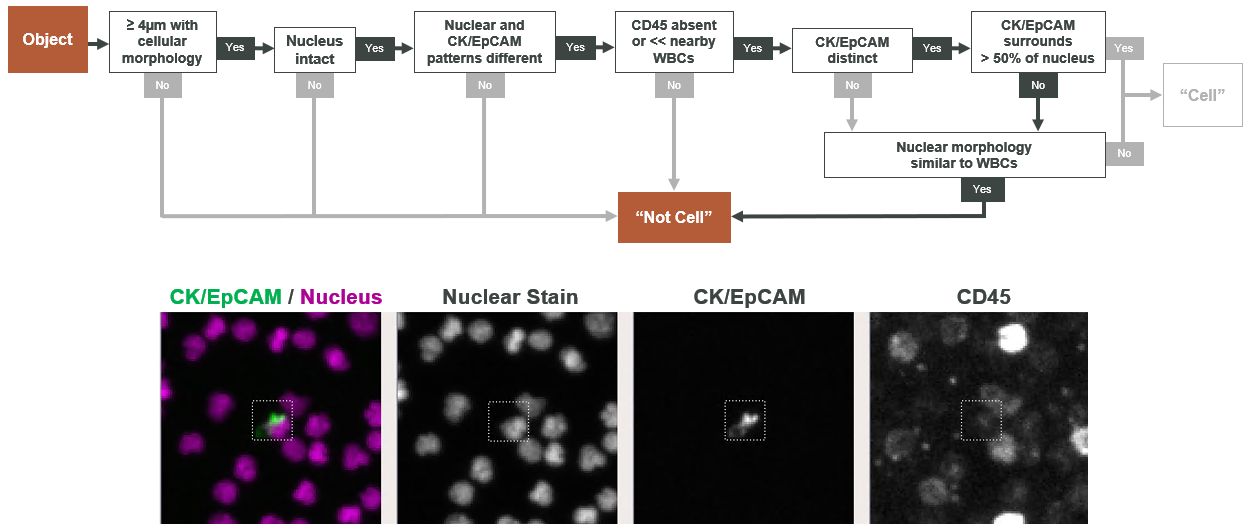 Object
≥ 4µm with
cellular
morphology
Yes
Nucleus
intact
Yes
Nuclear and
CK/EpCAM
patterns different
Yes
CD45 absent
or << nearby
WBCs
Yes
CK/EpCAM
distinct
Yes
CK/EpCAM
surrounds
> 50% of nucleus
Yes
No
No
No
No
No
No
“Cell”
Nuclear morphology
similar to WBCs
No
Yes
“Not Cell”
CK/EpCAM / Nucleus
Nuclear Stain
CK/EpCAM
CD45